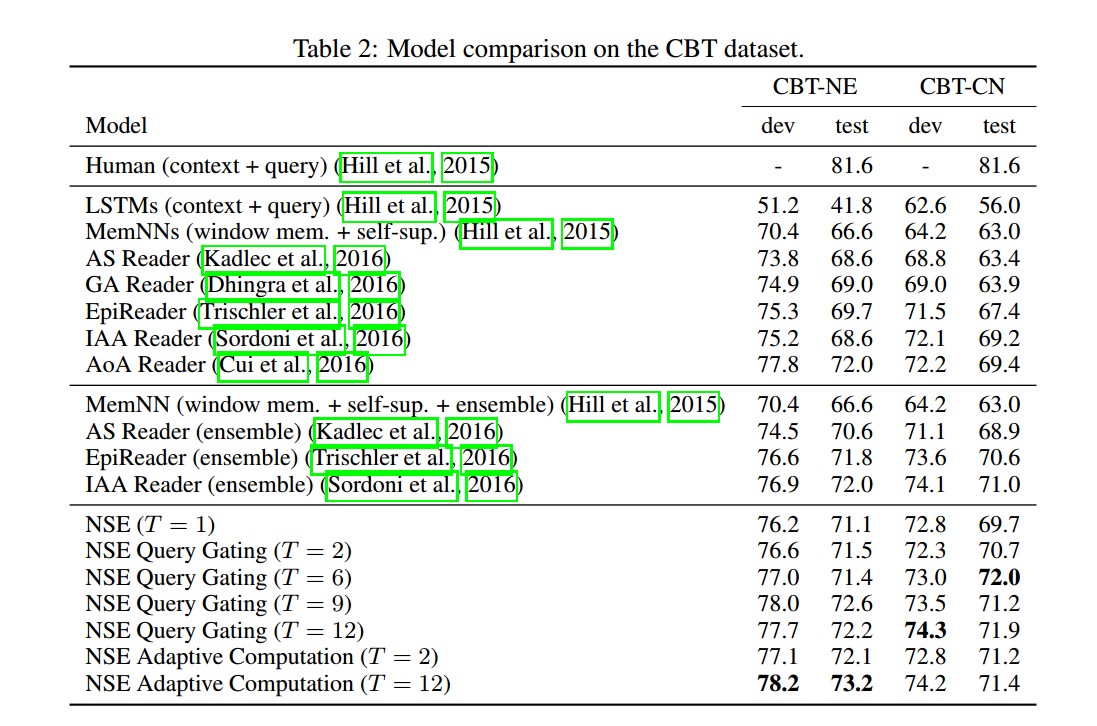 Table 2: Model comparison on the CBT dataset.
CBT-NE CBT-CN
Model dev test dev test
Human (context + query) (Hill et al., 2015) - 81.6 - 81.6
LSTMs (context + query) (Hill et al., 2015) 51.2 41.8 62.6 56.0
MemNNs (window mem. + self-sup.) (Hill et al., 2015) 70.4 66.6 64.2 63.0
AS Reader (Kadlec et al., 2016) 73.8 68.6 68.8 63.4
GA Reader (Dhingra et al., 2016) 74.9 69.0 69.0 63.9
EpiReader (Trischler et al., 2016) 75.3 69.7 71.5 67.4
IAA Reader (Sordoni et al., 2016) 75.2 68.6 72.1 69.2
AoA Reader (Cui et al., 2016) 77.8 72.0 72.2 69.4
MemNN (window mem. + self-sup. + ensemble) (Hill et al., 2015) 70.4 66.6 64.2 63.0
AS Reader (ensemble) (Kadlec et al., 2016) 74.5 70.6 71.1 68.9
EpiReader (ensemble) (Trischler et al., 2016) 76.6 71.8 73.6 70.6
IAA Reader (ensemble) (Sordoni et al., 2016) 76.9 72.0 74.1 71.0
NSE (T = 1) 76.2 71.1 72.8 69.7
NSE Query Gating (T = 2) 76.6 71.5 72.3 70.7
NSE Query Gating (T = 6) 77.0 71.4 73.0 72.0
NSE Query Gating (T = 9) 78.0 72.6 73.5 71.2
NSE Query Gating (T = 12) 77.7 72.2 74.3 71.9
NSE Adaptive Computation (T = 2) 77.1 72.1 72.8 71.2
NSE Adaptive Computation (T = 12) 78.2 73.2 74.2 71.4